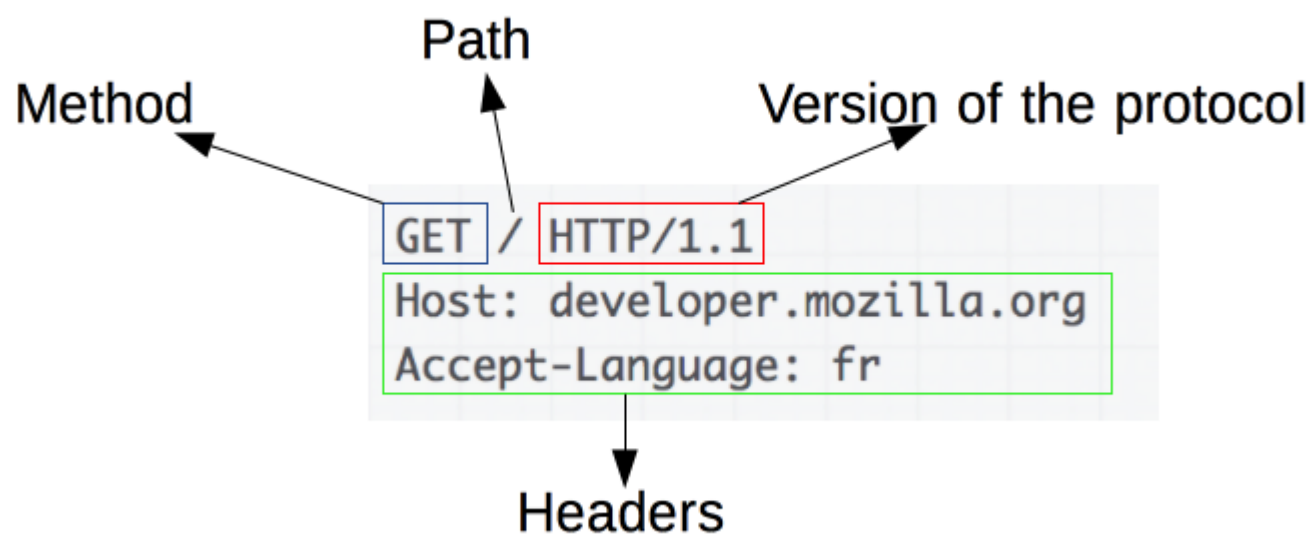 Path
Method
Version of the protocol
GET / HTTP/1.1
Host: developer.mozilla.org
Accept-Language: fr
Headers